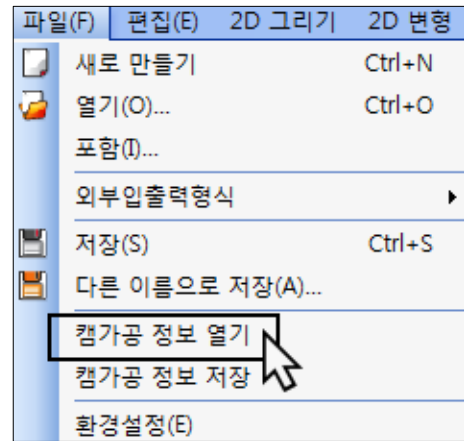 파일(F) 편집(E) 2D 그리기 2D 변형
새로 만들기 Ctrl+N
열기(O)... Ctrl+O
포함(I)...
외부입출력형식
저장(S) Ctrl+S
다른 이름으로 저장(A)...
캠가공 정보 열기
캠가공 정보 저장
환경설정(E)